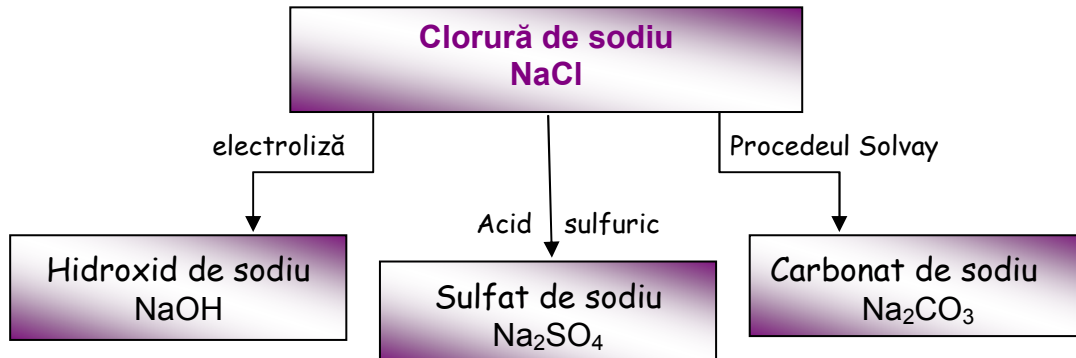 Clorură de sodiu
NaCl
electroliză
Procedeul Solvay
Acid sulfuric
Hidroxid de sodiu
NaOH
Sulfat de sodiu
Na₂SO₄
Carbonat de sodiu
Na₂CO₃